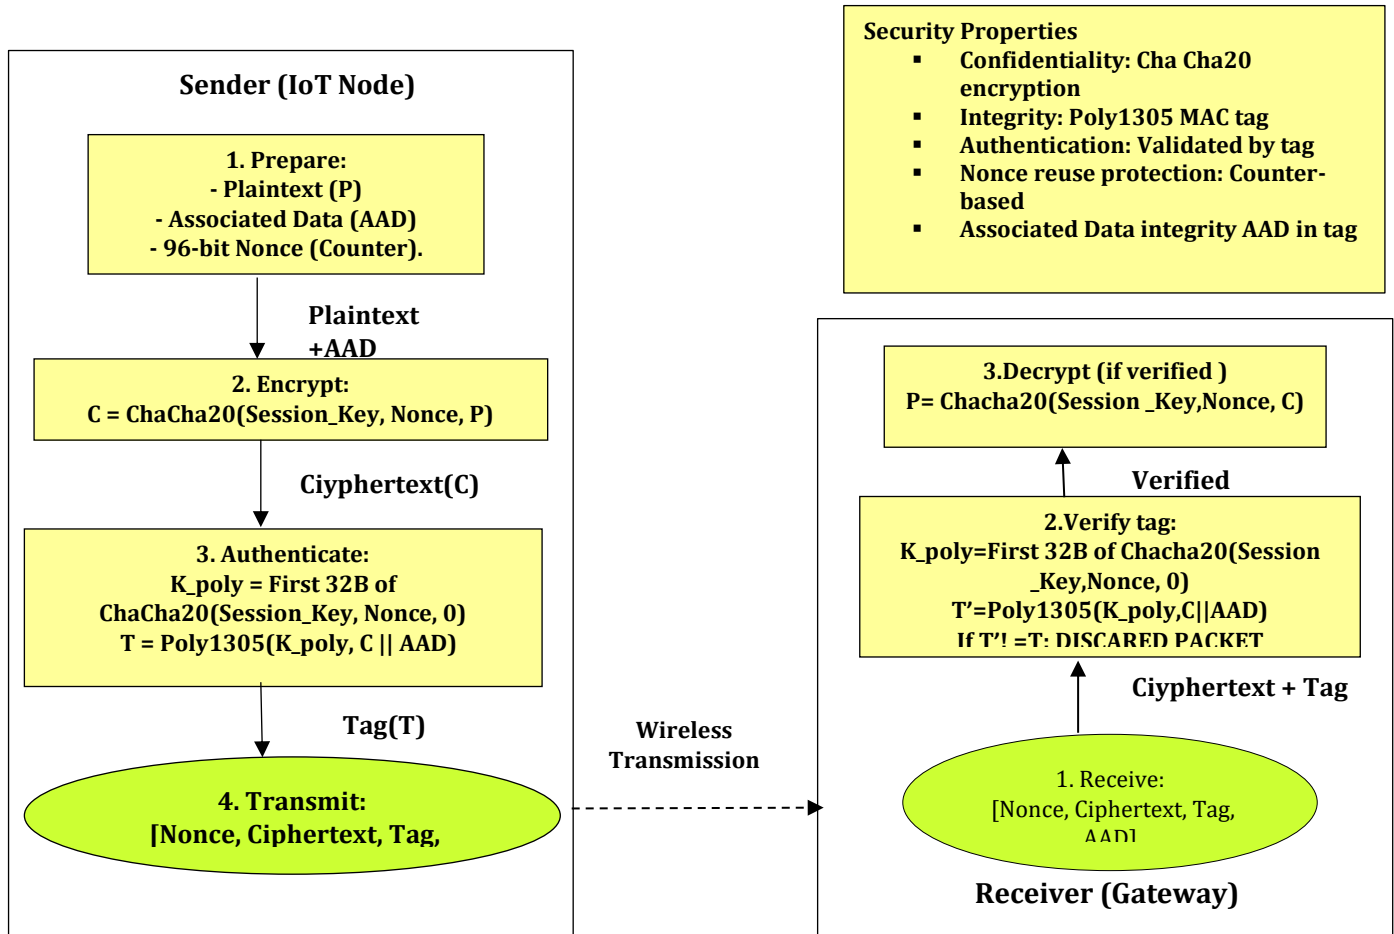 Sender (IoT Node)
1. Prepare:
- Plaintext (P)
- Associated Data (AAD)
- 96-bit Nonce (Counter).
Plaintext
+AAD
2. Encrypt:
C = ChaCha20(Session_Key, Nonce, P)
Ciyphertext(C)
3. Authenticate:
K_poly = First 32B of
ChaCha20(Session_Key, Nonce, 0)
T = Poly1305(K_poly, C || AAD)
Tag(T)
4. Transmit:
[Nonce, Ciphertext, Tag,
Wireless
Transmission
Security Properties
▪ Confidentiality: Cha Cha20
encryption
▪ Integrity: Poly1305 MAC tag
▪ Authentication: Validated by tag
▪ Nonce reuse protection: Counter-
based
▪ Associated Data integrity AAD in tag
3.Decrypt (if verified )
P= Chacha20(Session _Key,Nonce, C)
Verified
2.Verify tag:
K_poly=First 32B of Chacha20(Session
_Key,Nonce, 0)
T’=Poly1305(K_poly,C||AAD)
If T’! =T: DISCARED PACKET
Ciyphertext + Tag
1. Receive:
[Nonce, Ciphertext, Tag,
AAD]
Receiver (Gateway)